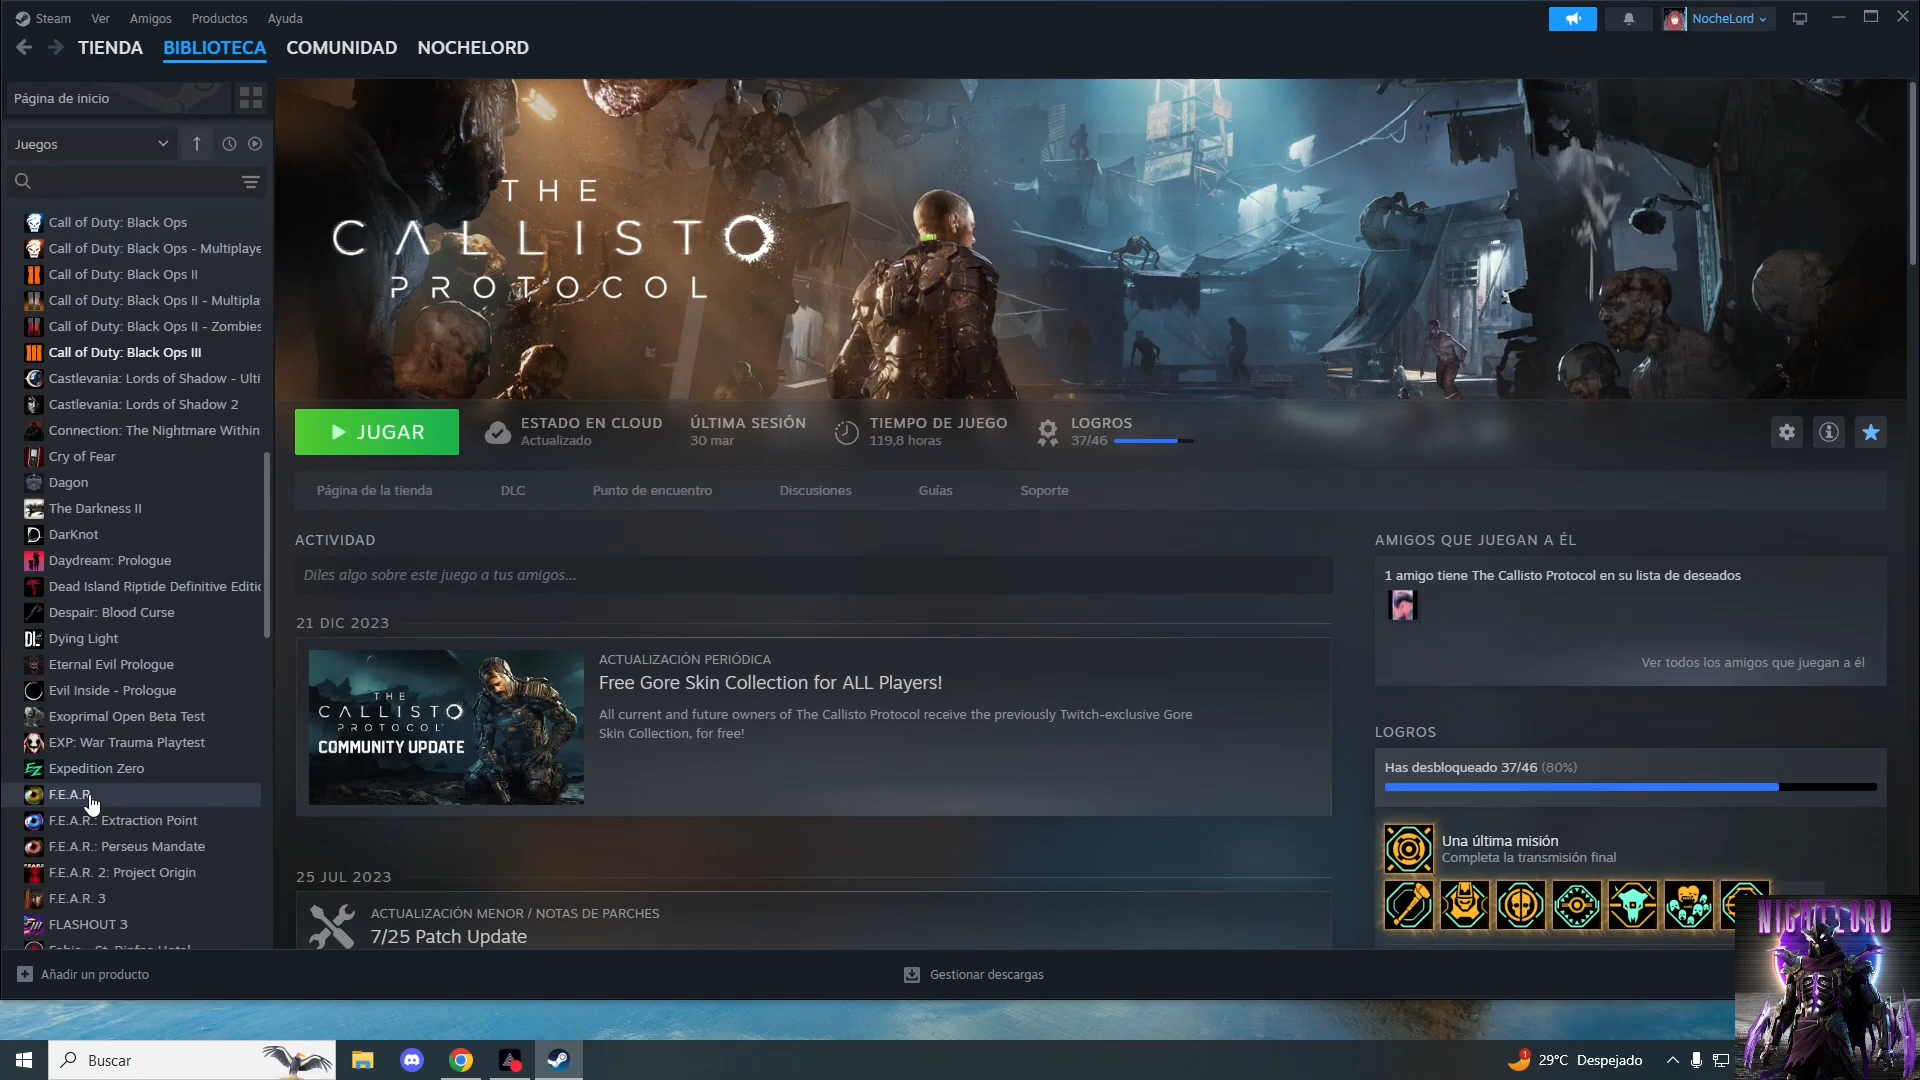 Steam Ver Amigos Productos Ayuda
NocheLord
TIENDA BIBLIOTECA COMUNIDAD NOCHELORD
Página de inicio
Juegos
Call of Duty: Black Ops
Call of Duty: Black Ops - Multiplaye
Call of Duty: Black Ops II
Call of Duty: Black Ops II - Multipla
Call of Duty: Black Ops II - Zombies
Call of Duty: Black Ops III
Castlevania: Lords of Shadow - Ulti
Castlevania: Lords of Shadow 2
Connection: The Nightmare Within
Cry of Fear
Dagon
The Darkness II
DarKnot
Daydream: Prologue
Dead Island Riptide Definitive Editic
Despair: Blood Curse
Dying Light
Eternal Evil Prologue
Evil Inside - Prologue
Exoprimal Open Beta Test
EXP: War Trauma Playtest
Expedition Zero
F.E.A.R.
F.E.A.R.: Extraction Point
F.E.A.R.: Perseus Mandate
F.E.A.R. 2: Project Origin
F.E.A.R. 3
FLASHOUT 3
Añadir un producto
THE
CALLISTO
PROTOCOL
JUGAR
ESTADO EN CLOUD
Actualizado
ÚLTIMA SESIÓN
30 mar
TIEMPO DE JUEGO
119,8 horas
LOGROS
37/46
Página de la tienda DLC Punto de encuentro Discusiones Guías Soporte
ACTIVIDAD
Diles algo sobre este juego a tus amigos...
21 DIC 2023
THE
CALLISTO
PROTOCOL
COMMUNITY UPDATE
ACTUALIZACIÓN PERIÓDICA
Free Gore Skin Collection for ALL Players!
All current and future owners of The Callisto Protocol receive the previously Twitch-exclusive Gore
Skin Collection, for free!
25 JUL 2023
ACTUALIZACIÓN MENOR / NOTAS DE PARCHES
7/25 Patch Update
AMIGOS QUE JUEGAN A ÉL
1 amigo tiene The Callisto Protocol en su lista de deseados
Ver todos los amigos que juegan a él
LOGROS
Has desbloqueado 37/46 (80%)
Una última misión
Completa la transmisión final
Gestionar descargas
NIGHTLORD
Buscar
1
29°C Despejado